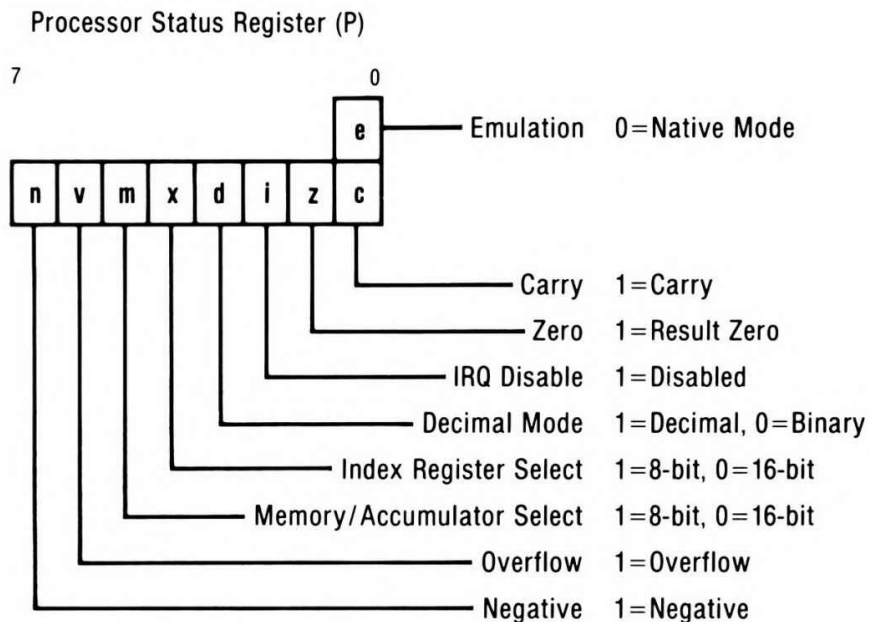 Processor Status Register (P)
7 0
e Emulation 0=Native Mode
n v m x d i z c
Carry 1=Carry
Zero 1=Result Zero
IRQ Disable 1=Disabled
Decimal Mode 1=Decimal, 0=Binary
Index Register Select 1=8-bit, 0=16-bit
Memory/Accumulator Select 1=8-bit, 0=16-bit
Overflow 1=Overflow
Negative 1=Negative